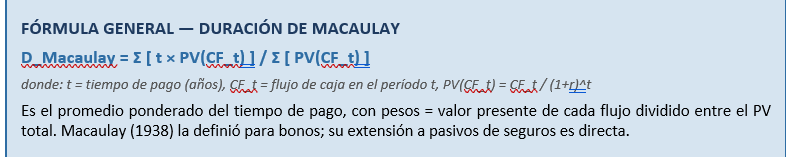 FÓRMULA GENERAL — DURACIÓN DE MACAULAY
D_Macaulay = Σ [ t × PV(CF_t) ] / Σ [ PV(CF_t) ]
donde: t = tiempo de pago (años), CF_t = flujo de caja en el período t, PV(CF_t) = CF_t / (1+r)^t
Es el promedio ponderado del tiempo de pago, con pesos = valor presente de cada flujo dividido entre el PV
total. Macaulay (1938) la definió para bonos; su extensión a pasivos de seguros es directa.